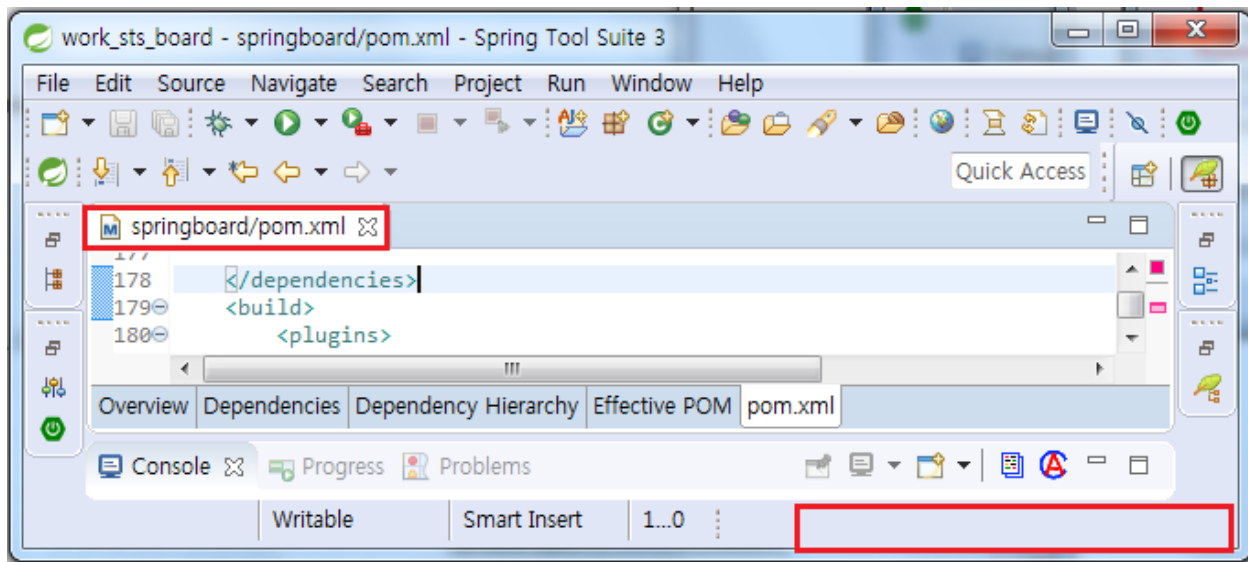 work_sts_board - springboard/pom.xml - Spring Tool Suite 3
File Edit Source Navigate Search Project Run Window Help
Quick Access
springboard/pom.xml
177
178 </dependencies>
179 <build>
180 <plugins>
Overview Dependencies Dependency Hierarchy Effective POM pom.xml
Console Progress Problems
Writable Smart Insert 1...0